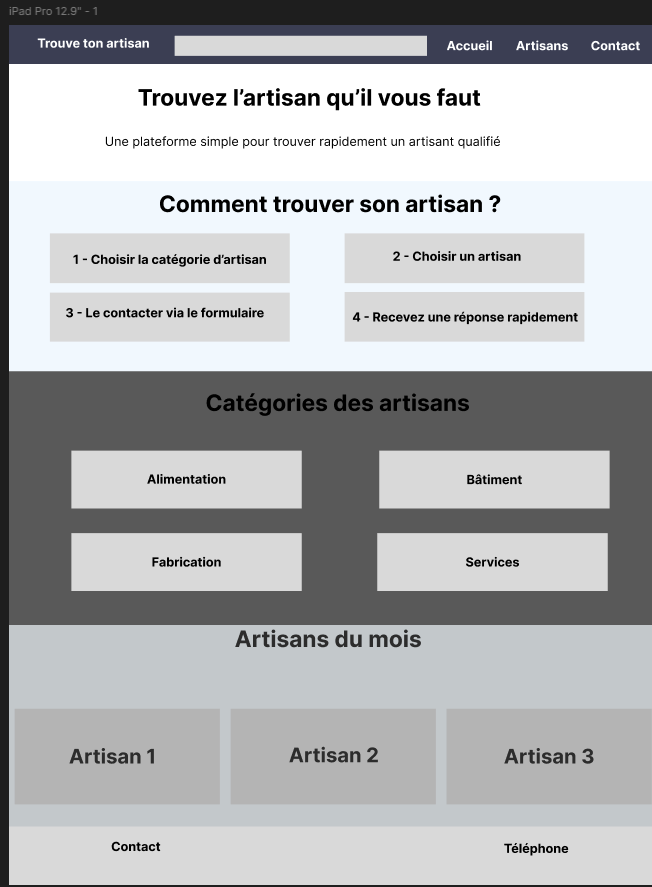 iPad Pro 12.9" - 1
Trouve ton artisan
Accueil
Artisans
Contact
Trouvez l’artisan qu’il vous faut
Une plateforme simple pour trouver rapidement un artisant qualifié
Comment trouver son artisan ?
1 - Choisir la catégorie d’artisan
2 - Choisir un artisan
3 - Le contacter via le formulaire
4 - Recevez une réponse rapidement
Catégories des artisans
Alimentation
Bâtiment
Fabrication
Services
Artisans du mois
Artisan 1
Artisan 2
Artisan 3
Contact
Téléphone